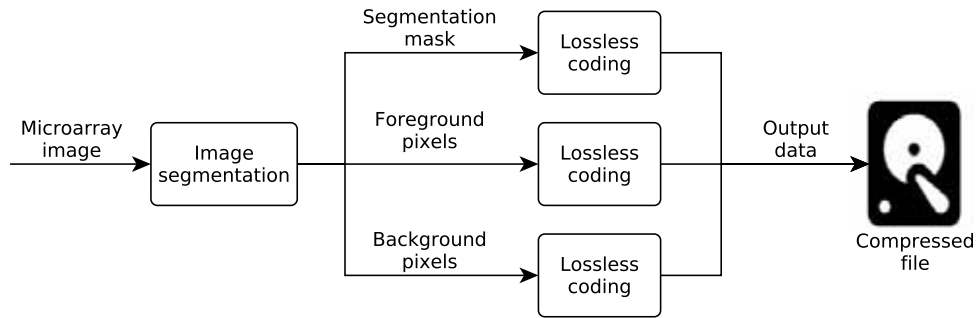 Microarray
image
Image
segmentation
Segmentation
mask
Lossless
coding
Foreground
pixels
Lossless
coding
Background
pixels
Lossless
coding
Output
data
Compressed
file